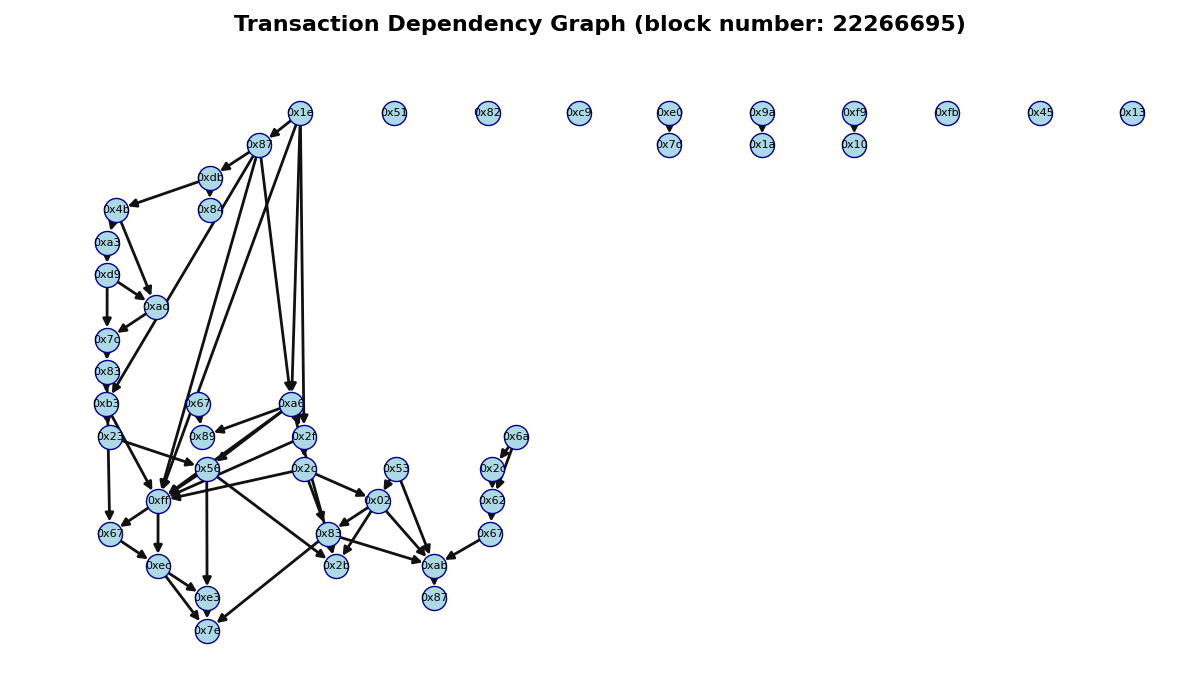 Transaction Dependency Graph (block number: 22266695)
0x1e 0x51 0x82 0xc9 0xe0 0x9a 0xf9 0xfb 0x45 0x13
0x87 0x7d 0x1a 0x10
0xdb
0x4b 0x84
0xa3
0xd9
0xad
0x7c
0x83
0xb3 0x67 0xa6
0x23 0x89 0x2f 0x6a
0x56 0x2c 0x53 0x2d
0xff 0x02 0x62
0x67 0x83 0x67
0xec 0x2b 0xab
0xe3 0x87
0x7e